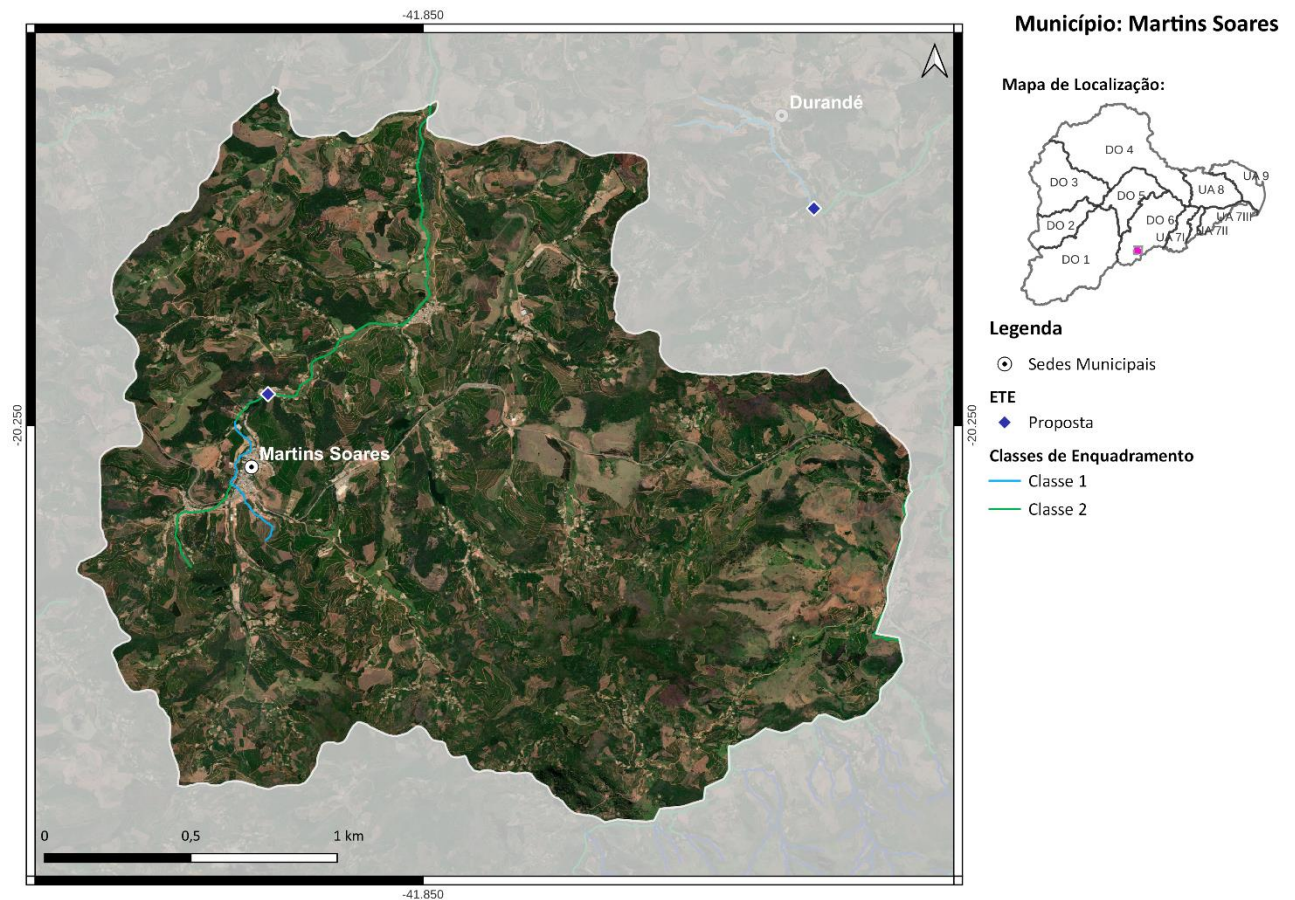 -41.850
Município: Martins Soares
Durandé
Mapa de Localização:
DO 4
DO 3
UA 9
UA 8
DO 5
DO 2
DO 6
UA 7III
UA 7II
UA 7I
DO 1
Legenda
Sedes Municipais
ETE
Proposta
Classes de Enquadramento
Classe 1
Classe 2
-20.250
-20.250
Martins Soares
0 0,5 1 km
-41.850